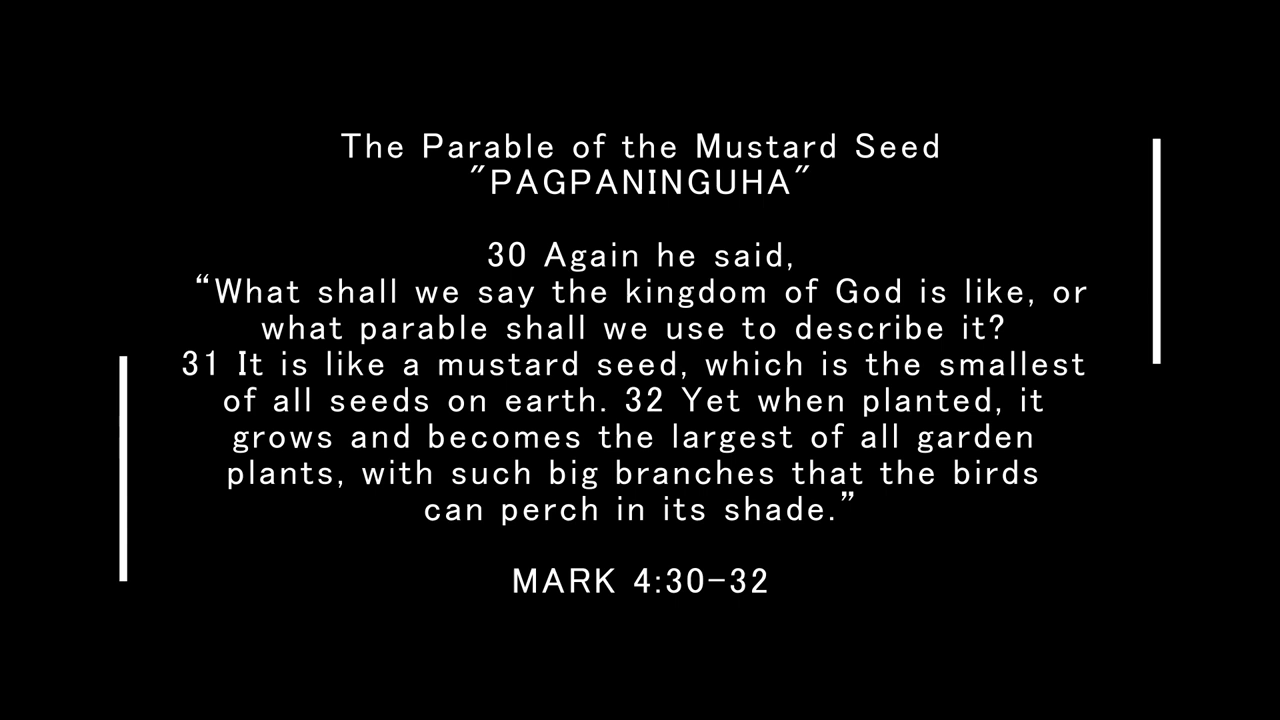 The Parable of the Mustard Seed
"PAGPANINGUHA"
30 Again he said,
“What shall we say the kingdom of God is like, or
what parable shall we use to describe it?
31 It is like a mustard seed, which is the smallest
of all seeds on earth. 32 Yet when planted, it
grows and becomes the largest of all garden
plants, with such big branches that the birds
can perch in its shade.”
MARK 4:30-32